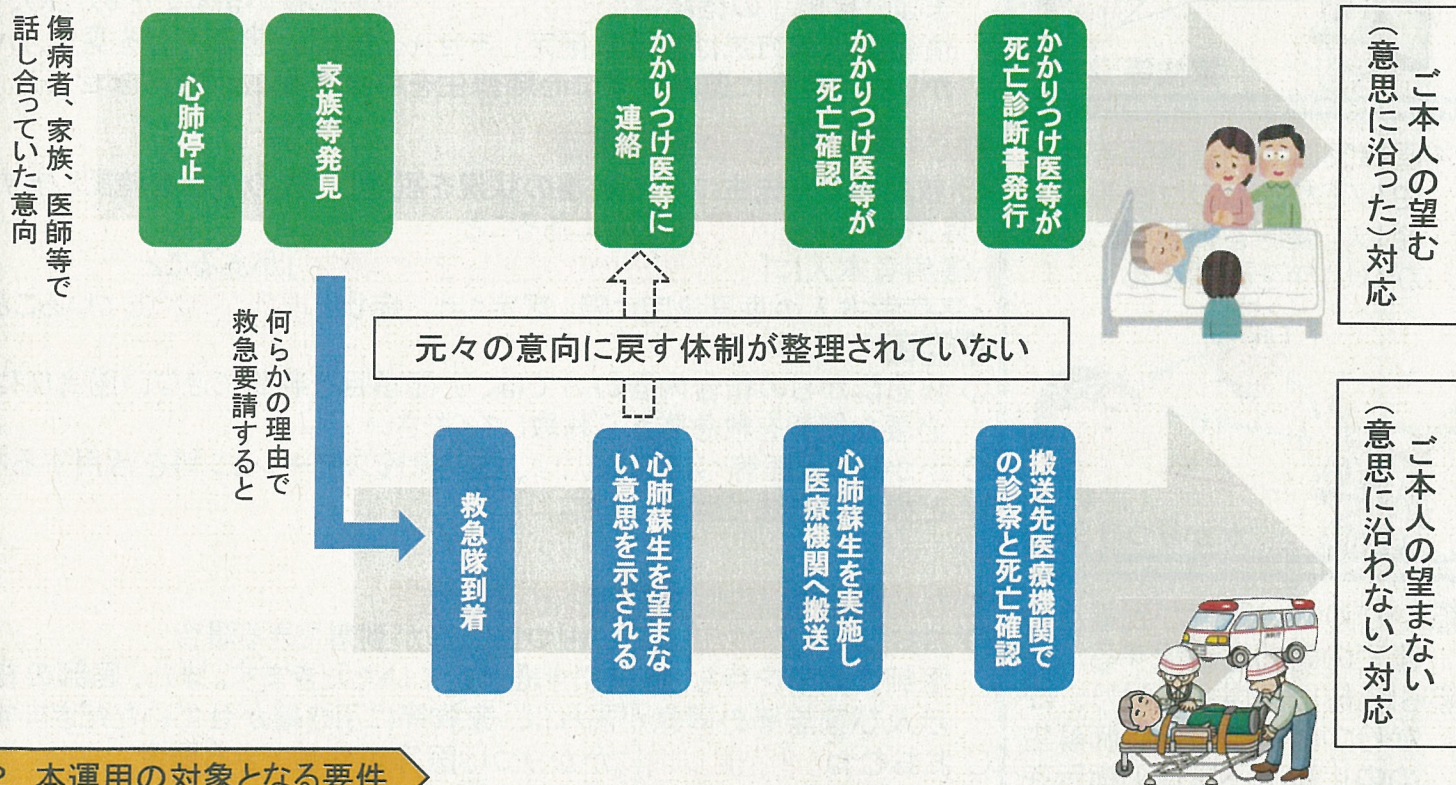 傷病者、家族、医師等で
話し合っていた意向
心肺停止
家族等発見
かかりつけ医等に
連絡
かかりつけ医等が
死亡確認
かかりつけ医等が
死亡診断書発行
ご本人の望む
（意思に沿った）対応
何らかの理由で
救急要請すると
元々の意向に戻す体制が整理されていない
救急隊到着
心肺蘇生を望まな
い意思を示される
心肺蘇生を実施し
医療機関へ搬送
搬送先医療機関で
の診察と死亡確認
ご本人の望まない
（意思に沿わない）対応
本運用の対象となる要件